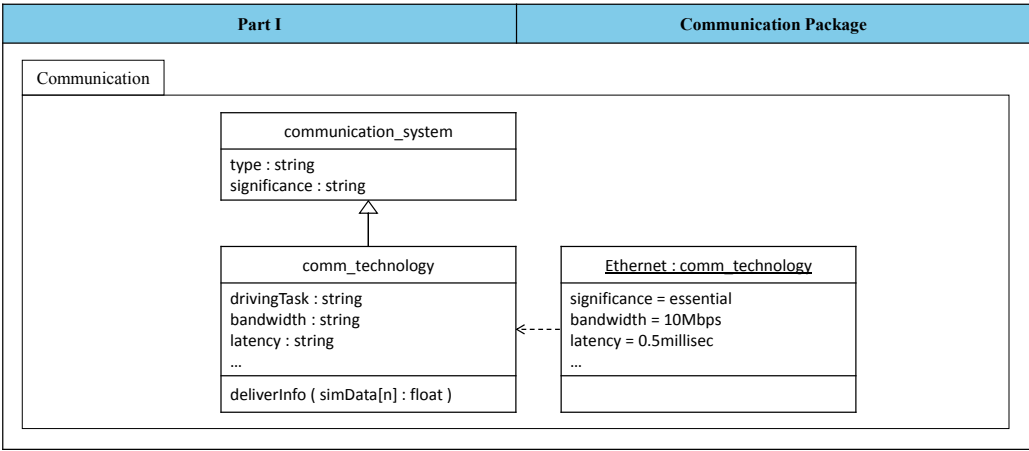 Part I
Communication Package
Communication
communication_system
type : string
significance : string
comm_technology
drivingTask : string
bandwidth : string
latency : string
...
deliverInfo ( simData[n] : float )
Ethernet : comm_technology
significance = essential
bandwidth = 10Mbps
latency = 0.5millisec
...